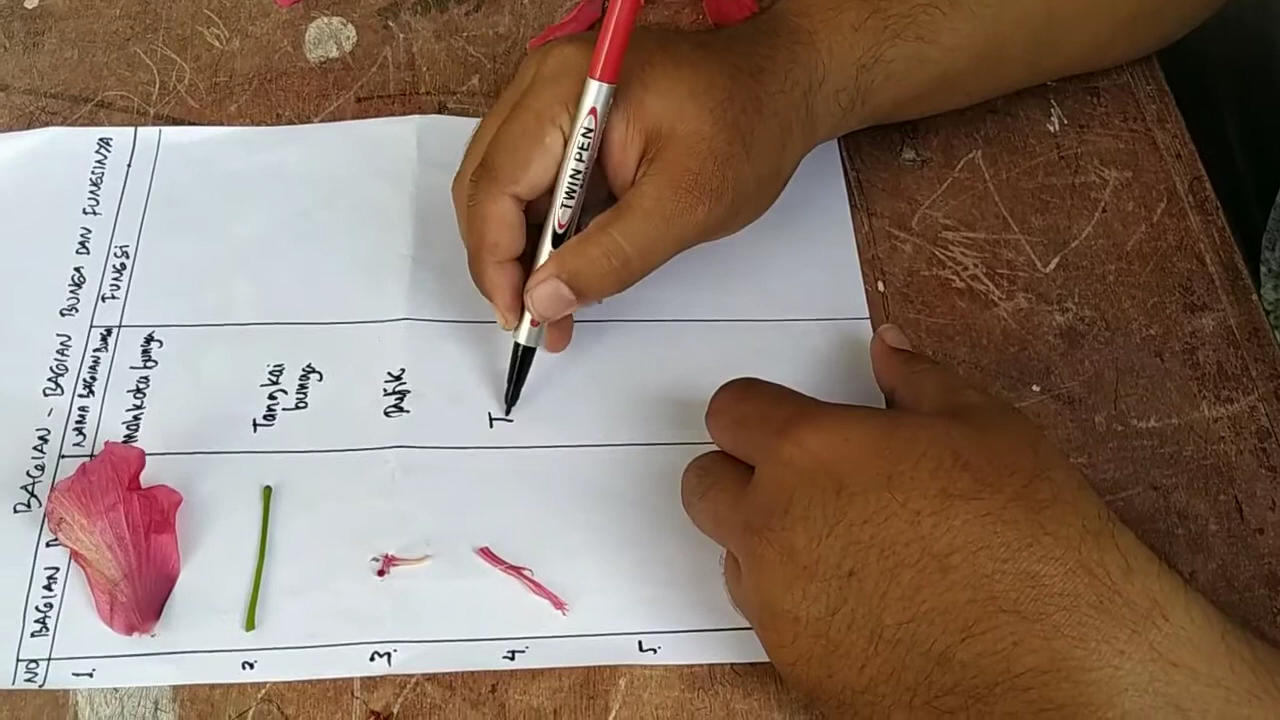 BAGIAN - BAGIAN BUNGA DAN FUNGSINYA
NO
BAGIAN
NAMA BAGIAN BUNGA
FUNGSI
1.
mahkota bunga
2.
Tangkai
bunga
3.
Putik
4.
T
5.
TWIN PEN